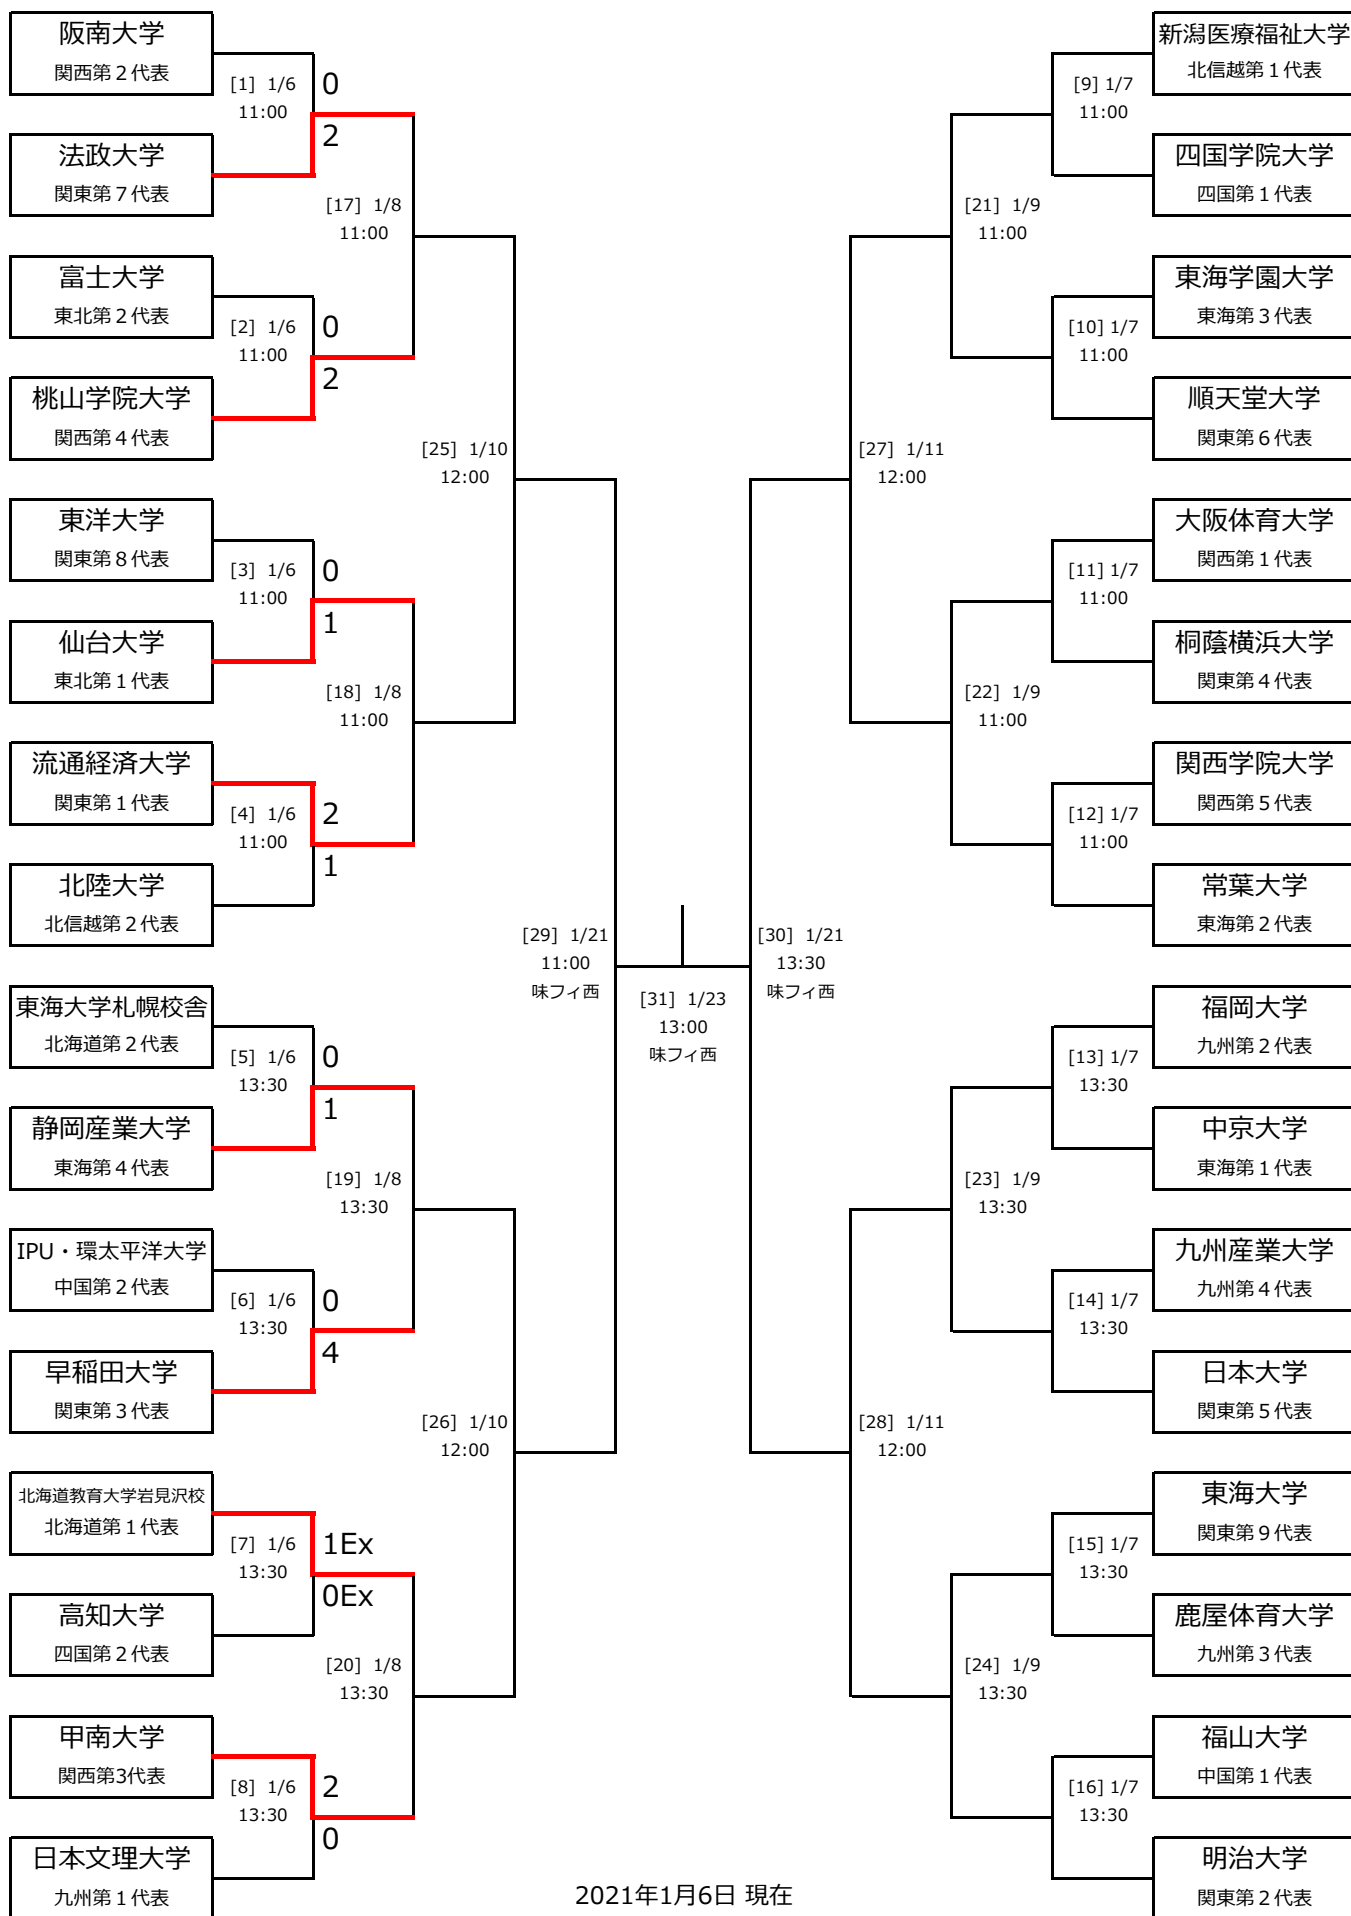 阪南大学
関西第２代表
[1] 1/6
11:00
0
2
法政大学
関東第７代表
[17] 1/8
11:00
富士大学
東北第２代表
[2] 1/6
11:00
0
2
桃山学院大学
関西第４代表
[25] 1/10
12:00
東洋大学
関東第８代表
[3] 1/6
11:00
0
1
仙台大学
東北第１代表
[18] 1/8
11:00
流通経済大学
関東第１代表
[4] 1/6
11:00
2
1
北陸大学
北信越第２代表
[29] 1/21
11:00
味フィ西
東海大学札幌校舎
北海道第２代表
[5] 1/6
13:30
0
1
静岡産業大学
東海第４代表
[19] 1/8
13:30
IPU・環太平洋大学
中国第２代表
[6] 1/6
13:30
0
4
早稲田大学
関東第３代表
[26] 1/10
12:00
北海道教育大学岩見沢校
北海道第１代表
[7] 1/6
13:30
1Ex
0Ex
高知大学
四国第２代表
[20] 1/8
13:30
甲南大学
関西第3代表
[8] 1/6
13:30
2
0
日本文理大学
九州第１代表
[31] 1/23
13:00
味フィ西
[30] 1/21
13:30
味フィ西
新潟医療福祉大学
北信越第１代表
[9] 1/7
11:00
四国学院大学
四国第１代表
[21] 1/9
11:00
東海学園大学
東海第３代表
[10] 1/7
11:00
順天堂大学
関東第６代表
[27] 1/11
12:00
大阪体育大学
関西第１代表
[11] 1/7
11:00
桐蔭横浜大学
関東第４代表
[22] 1/9
11:00
関西学院大学
関西第５代表
[12] 1/7
11:00
常葉大学
東海第２代表
福岡大学
九州第２代表
[13] 1/7
13:30
中京大学
東海第１代表
[23] 1/9
13:30
九州産業大学
九州第４代表
[14] 1/7
13:30
日本大学
関東第５代表
[28] 1/11
12:00
東海大学
関東第９代表
[15] 1/7
13:30
鹿屋体育大学
九州第３代表
[24] 1/9
13:30
福山大学
中国第１代表
[16] 1/7
13:30
明治大学
関東第２代表
2021年1月6日 現在